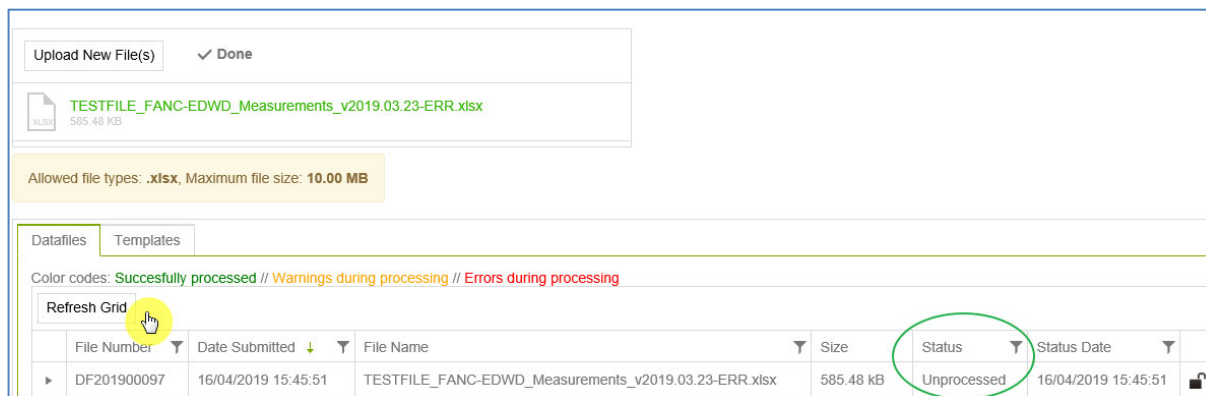 Upload New File(s) ✓ Done
TESTFILE_FANC-EDWD_Measurements_v2019.03.23-ERR.xlsx
XLSX 585.48 KB
Allowed file types: .xlsx, Maximum file size: 10.00 MB
Datafiles Templates
Color codes: Succesfully processed // Warnings during processing // Errors during processing
Refresh Grid
File Number Date Submitted ↓ File Name Size Status Status Date
DF201900097 16/04/2019 15:45:51 TESTFILE_FANC-EDWD_Measurements_v2019.03.23-ERR.xlsx 585.48 kB Unprocessed 16/04/2019 15:45:51